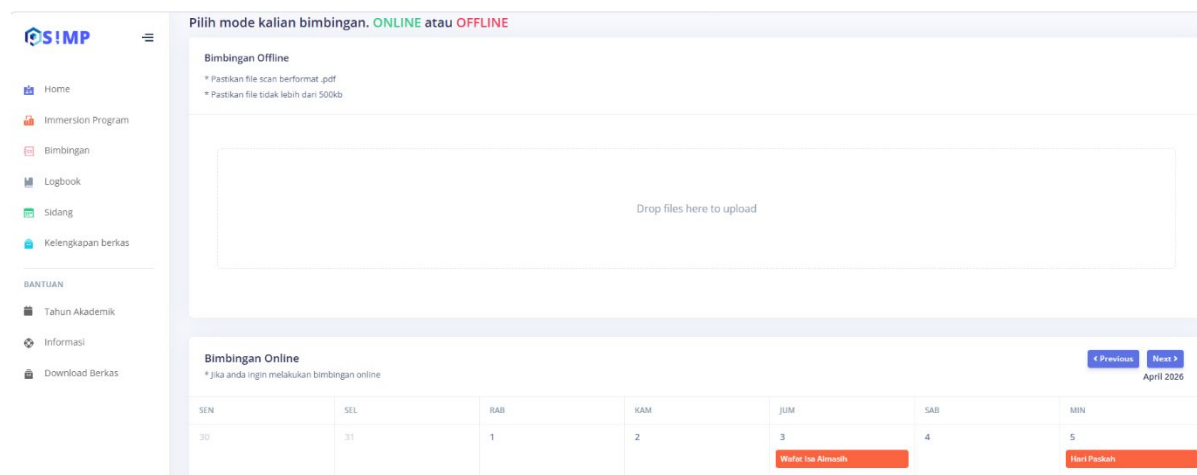 Pilih mode kalian bimbingan. ONLINE atau OFFLINE
S!MP
Home
Immersion Program
Bimbingan
Logbook
Sidang
Kelengkapan berkas
BANTUAN
Tahun Akademik
Informasi
Download Berkas
Bimbingan Offline
* Pastikan file scan berformat .pdf
* Pastikan file tidak lebih dari 500kb
Drop files here to upload
Bimbingan Online
* Jika anda ingin melakukan bimbingan online
Previous Next
April 2026
SEN SEL RAB KAM JUM SAB MIN
30 31 1 2 3 4 5
Wafat Isa Almasih Hari Paskah